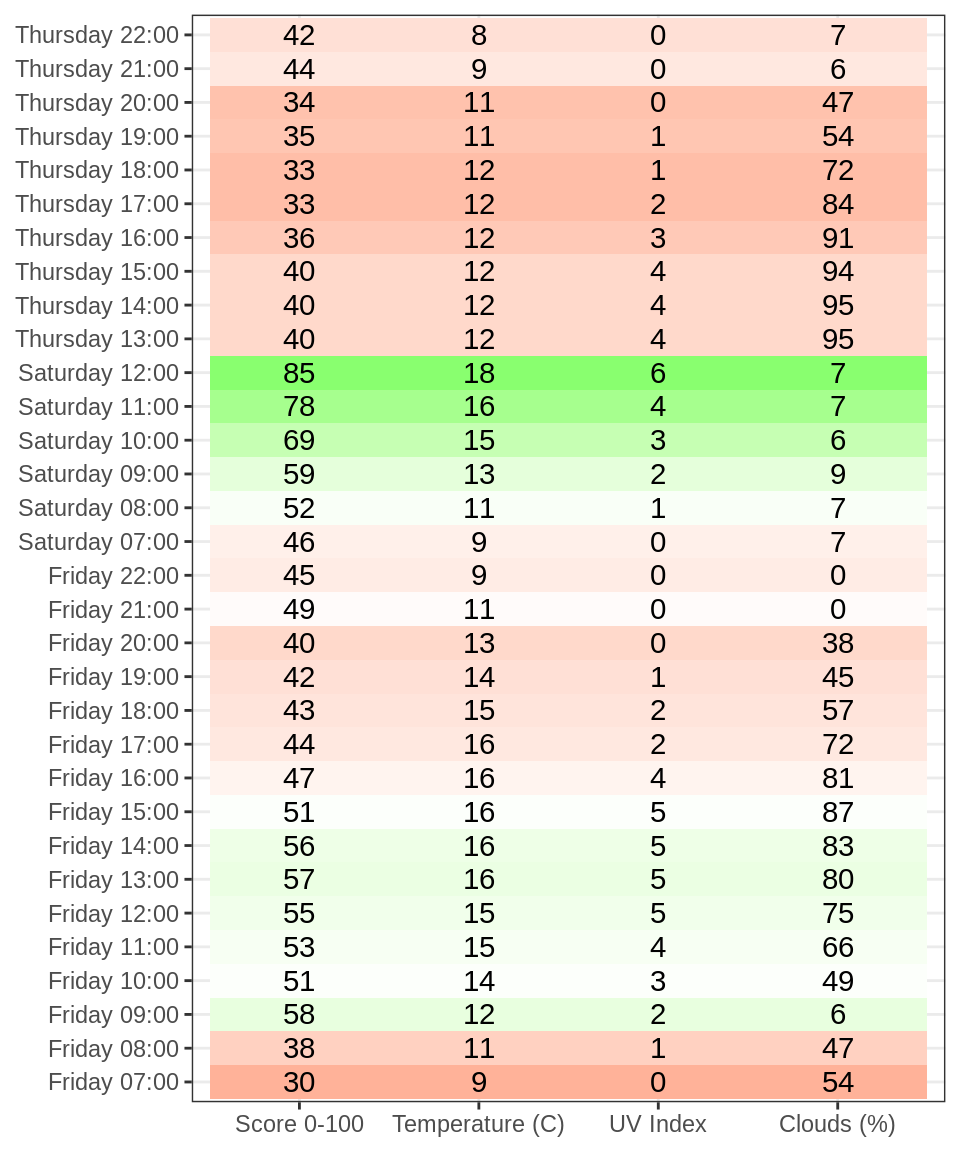 Thursday 22:00 42 8 0 7
Thursday 21:00 44 9 0 6
Thursday 20:00 34 11 0 47
Thursday 19:00 35 11 1 54
Thursday 18:00 33 12 1 72
Thursday 17:00 33 12 2 84
Thursday 16:00 36 12 3 91
Thursday 15:00 40 12 4 94
Thursday 14:00 40 12 4 95
Thursday 13:00 40 12 4 95
Saturday 12:00 85 18 6 7
Saturday 11:00 78 16 4 7
Saturday 10:00 69 15 3 6
Saturday 09:00 59 13 2 9
Saturday 08:00 52 11 1 7
Saturday 07:00 46 9 0 7
Friday 22:00 45 9 0 0
Friday 21:00 49 11 0 0
Friday 20:00 40 13 0 38
Friday 19:00 42 14 1 45
Friday 18:00 43 15 2 57
Friday 17:00 44 16 2 72
Friday 16:00 47 16 4 81
Friday 15:00 51 16 5 87
Friday 14:00 56 16 5 83
Friday 13:00 57 16 5 80
Friday 12:00 55 15 5 75
Friday 11:00 53 15 4 66
Friday 10:00 51 14 3 49
Friday 09:00 58 12 2 6
Friday 08:00 38 11 1 47
Friday 07:00 30 9 0 54
Score 0-100 Temperature (C) UV Index Clouds (%)